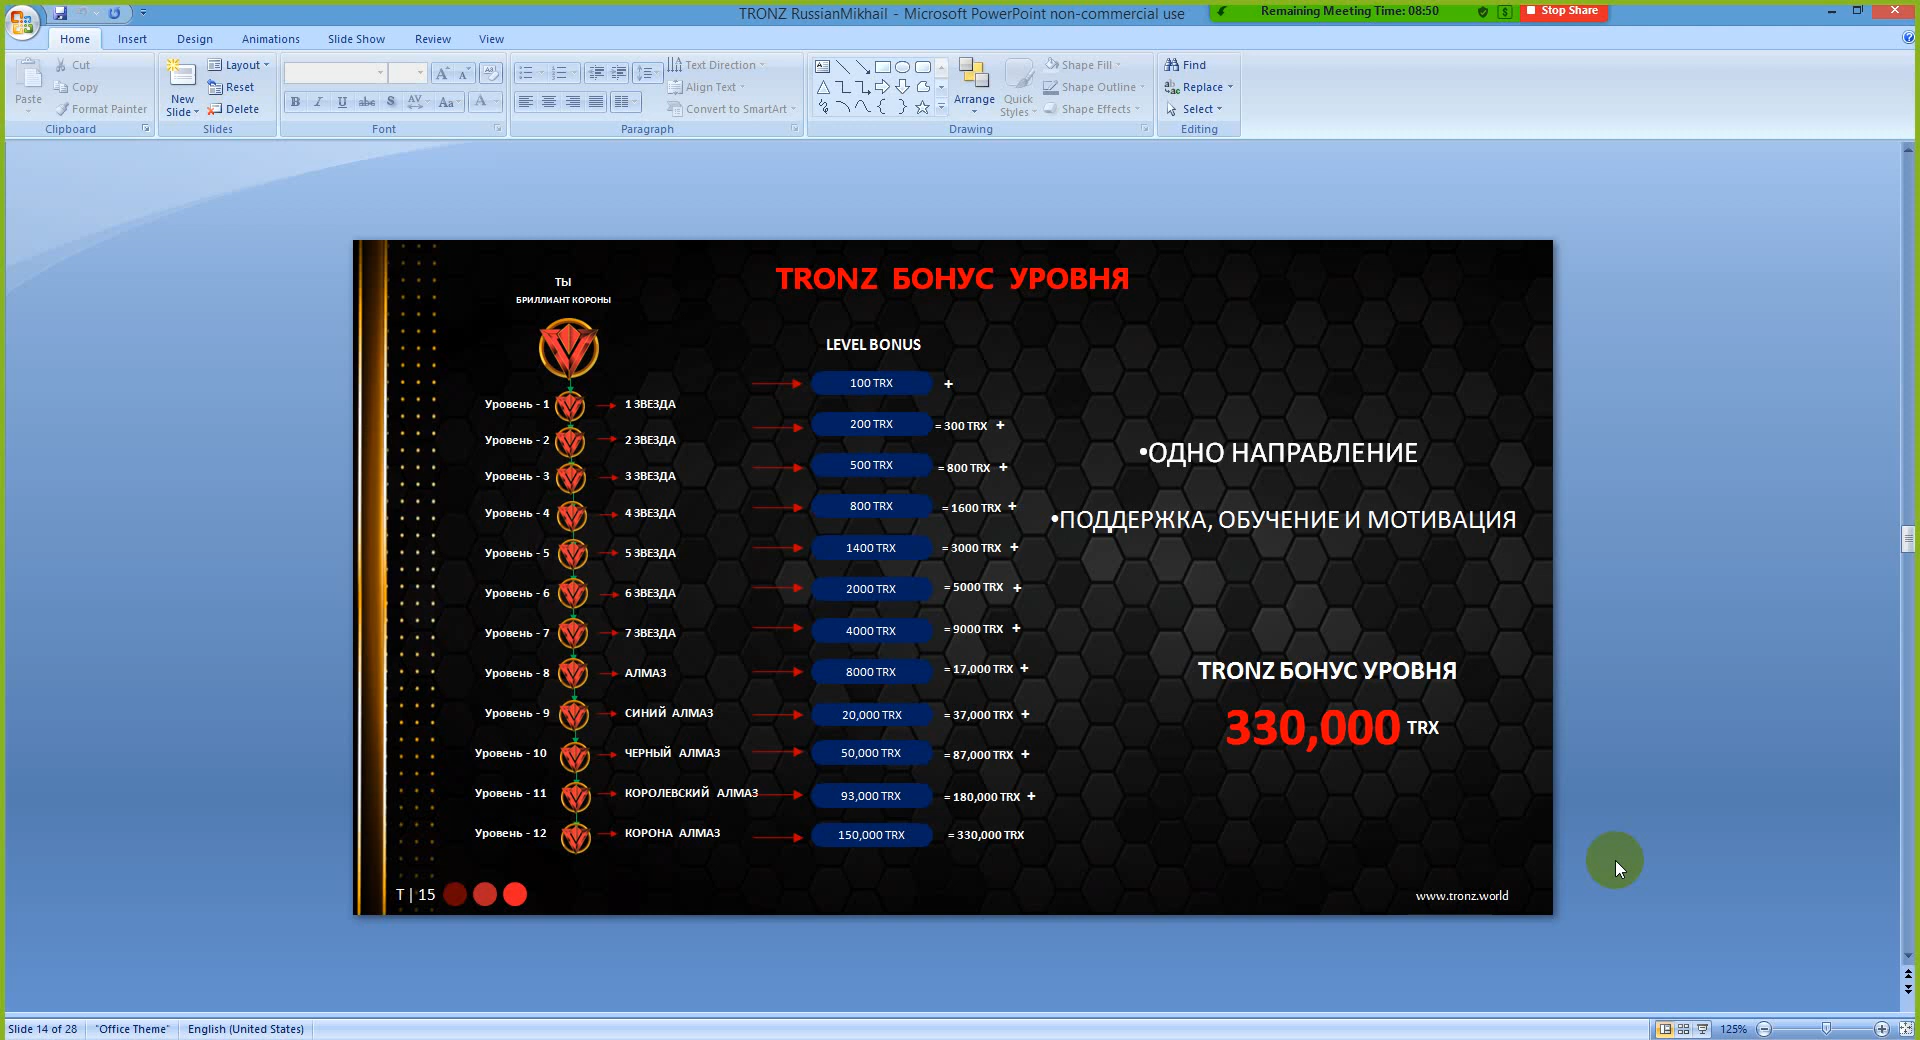 TRONZ RussianMikhail - Microsoft PowerPoint non-commercial use
Remaining Meeting Time: 08:50
Stop Share
Home Insert Design Animations Slide Show Review View
Paste
Cut
Copy
Format Painter
Clipboard
New Slide
Layout
Reset
Delete
Slides
Font
Text Direction
Align Text
Convert to SmartArt
Paragraph
Arrange
Quick Styles
Shape Fill
Shape Outline
Shape Effects
Drawing
Find
Replace
Select
Editing
TRONZ БОНУС УРОВНЯ
ТЫ
БРИЛЛИАНТ КОРОНЫ
LEVEL BONUS
100 TRX +
Уровень - 1 1 ЗВЕЗДА
200 TRX = 300 TRX +
Уровень - 2 2 ЗВЕЗДА
500 TRX = 800 TRX +
Уровень - 3 3 ЗВЕЗДА
800 TRX = 1600 TRX +
Уровень - 4 4 ЗВЕЗДА
1400 TRX = 3000 TRX +
Уровень - 5 5 ЗВЕЗДА
2000 TRX = 5000 TRX +
Уровень - 6 6 ЗВЕЗДА
4000 TRX = 9000 TRX +
Уровень - 7 7 ЗВЕЗДА
8000 TRX = 17,000 TRX +
Уровень - 8 АЛМАЗ
20,000 TRX = 37,000 TRX +
Уровень - 9 СИНИЙ АЛМАЗ
50,000 TRX = 87,000 TRX +
Уровень - 10 ЧЕРНЫЙ АЛМАЗ
93,000 TRX = 180,000 TRX +
Уровень - 11 КОРОЛЕВСКИЙ АЛМАЗ
150,000 TRX = 330,000 TRX
Уровень - 12 КОРОНА АЛМАЗ
•ОДНО НАПРАВЛЕНИЕ
•ПОДДЕРЖКА, ОБУЧЕНИЕ И МОТИВАЦИЯ
TRONZ БОНУС УРОВНЯ
330,000 TRX
T | 15
www.tronz.world
Slide 14 of 28 "Office Theme" English (United States) 125%